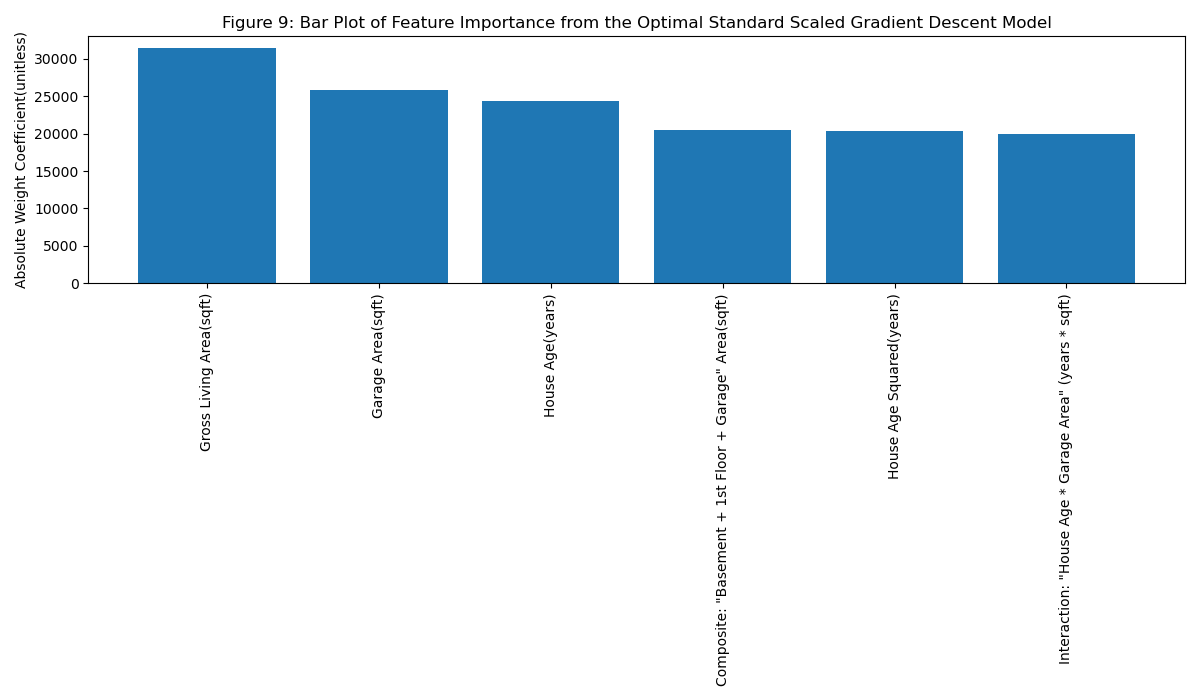 Figure 9: Bar Plot of Feature Importance from the Optimal Standard Scaled Gradient Descent Model
Absolute Weight Coefficient(unitless)
30000
25000
20000
15000
10000
5000
0
Gross Living Area(sqft)
Garage Area(sqft)
House Age(years)
Composite: "Basement + 1st Floor + Garage" Area(sqft)
House Age Squared(years)
Interaction: "House Age * Garage Area" (years * sqft)